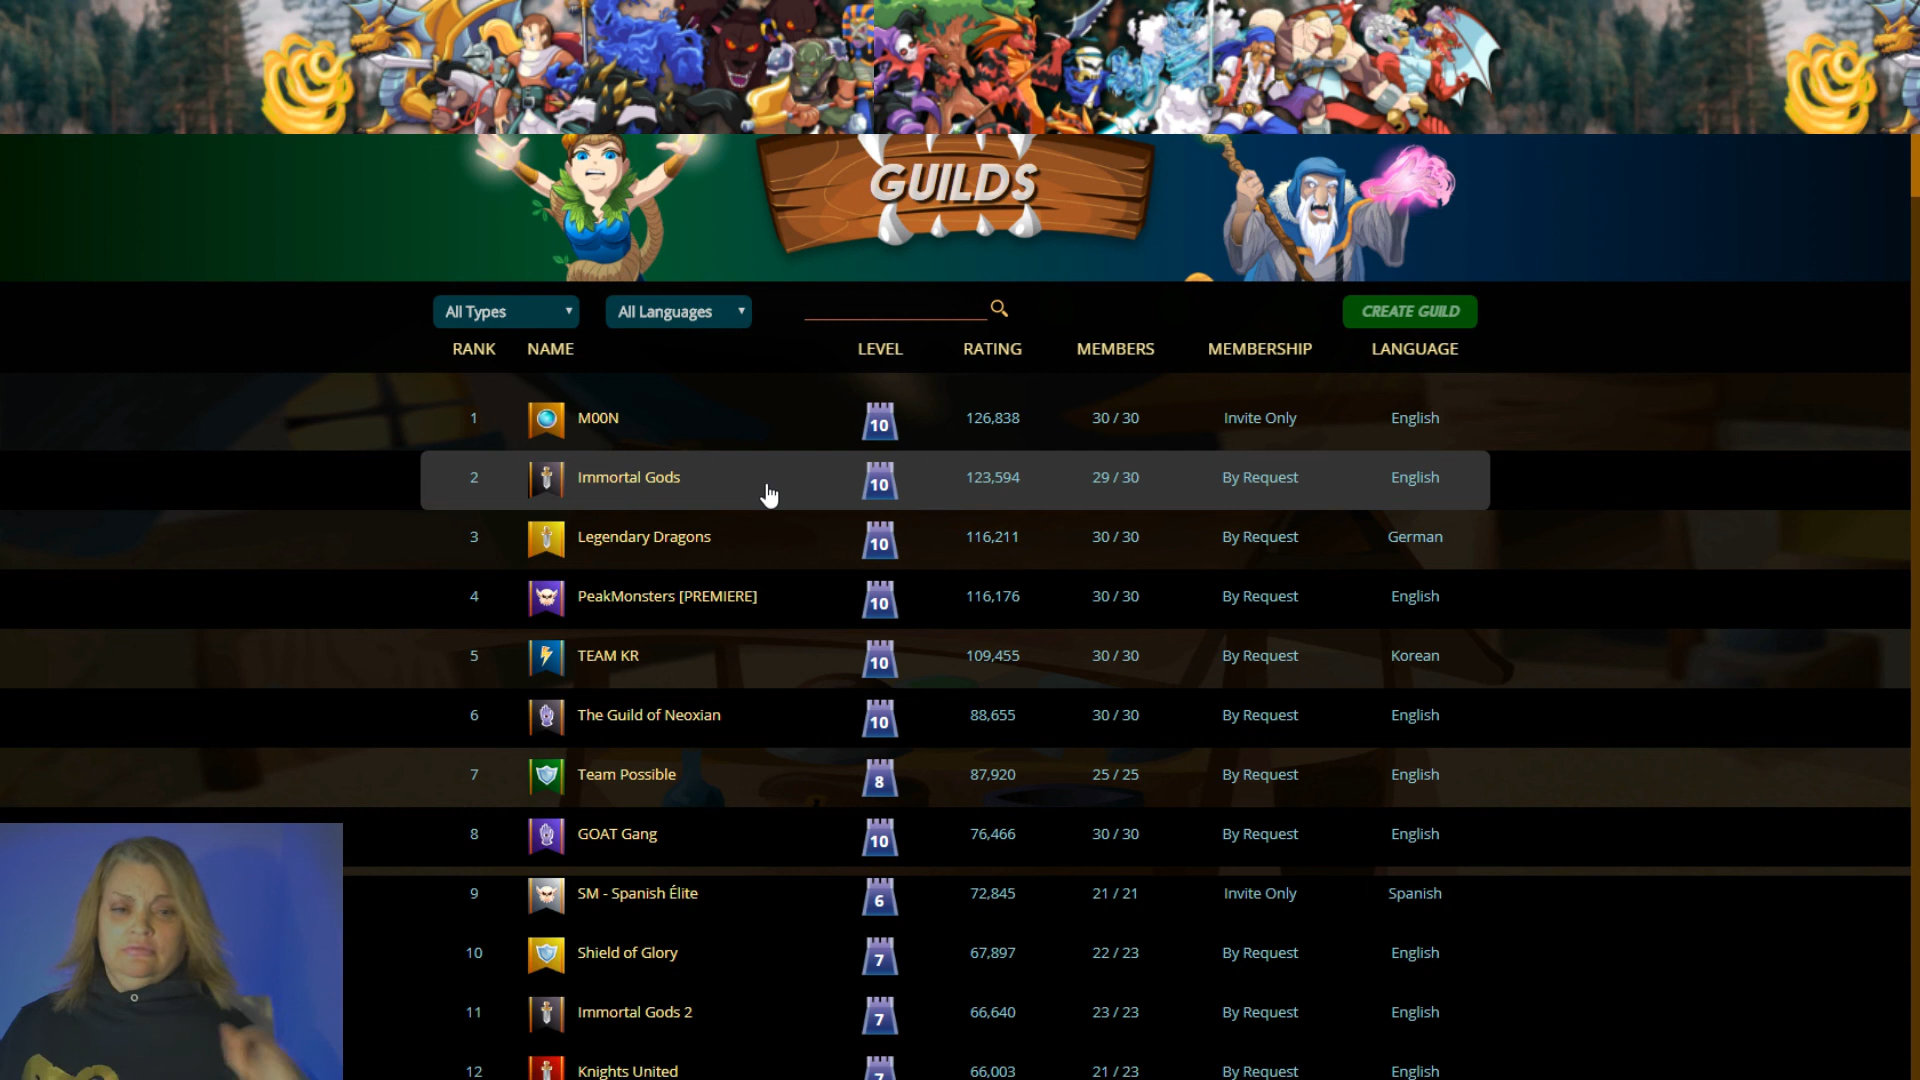 GUILDS
All Types All Languages CREATE GUILD
RANK NAME LEVEL RATING MEMBERS MEMBERSHIP LANGUAGE
1 M00N 10 126,838 30 / 30 Invite Only English
2 Immortal Gods 10 123,594 29 / 30 By Request English
3 Legendary Dragons 10 116,211 30 / 30 By Request German
4 PeakMonsters [PREMIERE] 10 116,176 30 / 30 By Request English
5 TEAM KR 10 109,455 30 / 30 By Request Korean
6 The Guild of Neoxian 10 88,655 30 / 30 By Request English
7 Team Possible 8 87,920 25 / 25 By Request English
8 GOAT Gang 10 76,466 30 / 30 By Request English
9 SM - Spanish Élite 6 72,845 21 / 21 Invite Only Spanish
10 Shield of Glory 7 67,897 22 / 23 By Request English
11 Immortal Gods 2 7 66,640 23 / 23 By Request English
12 Knights United 7 66,003 21 / 23 By Request English